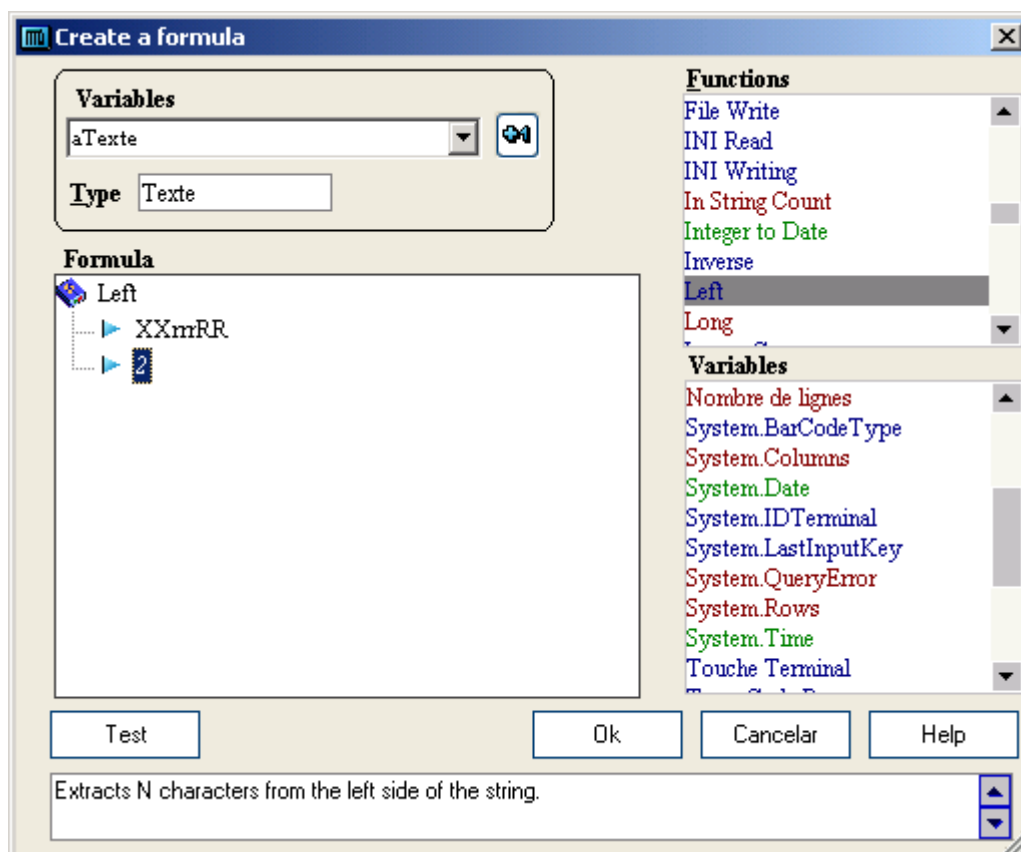 Create a formula
Variables
aTexte
Type Texte
Formula
Left
XXrrrRR
2
Functions
File Write
INI Read
INI Writing
In String Count
Integer to Date
Inverse
Left
Long
Variables
Nombre de lignes
System.BarCodeType
System.Columns
System.Date
System.IDTerminal
System.LastInputKey
System.QueryError
System.Rows
System.Time
Touche Terminal
Test
Ok
Cancelar
Help
Extracts N characters from the left side of the string.